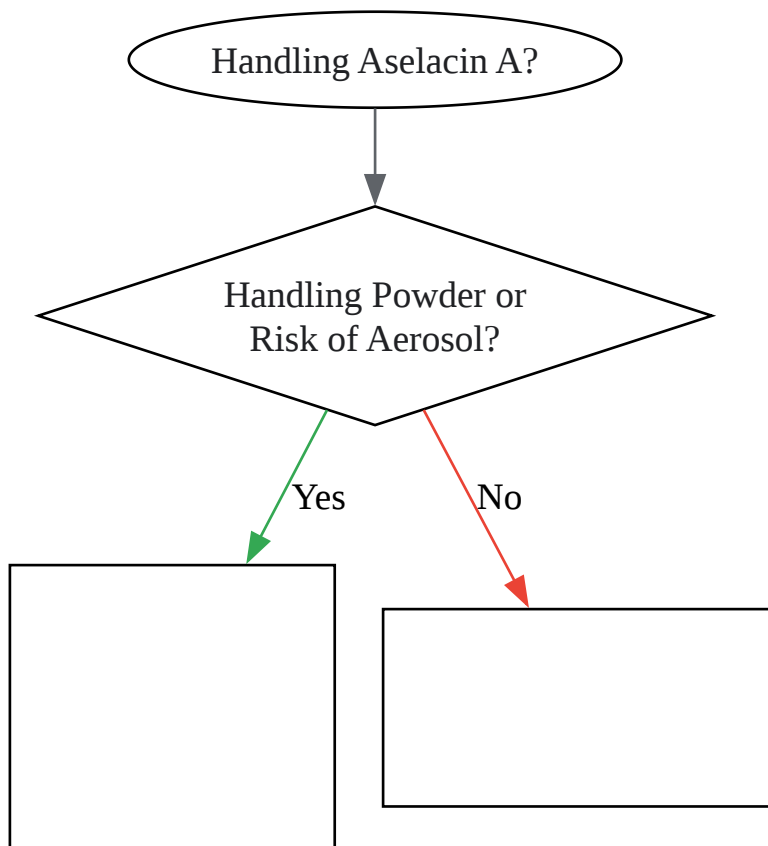 Handling Aselacin A?
Handling Powder or
Risk of Aerosol?
Yes
No